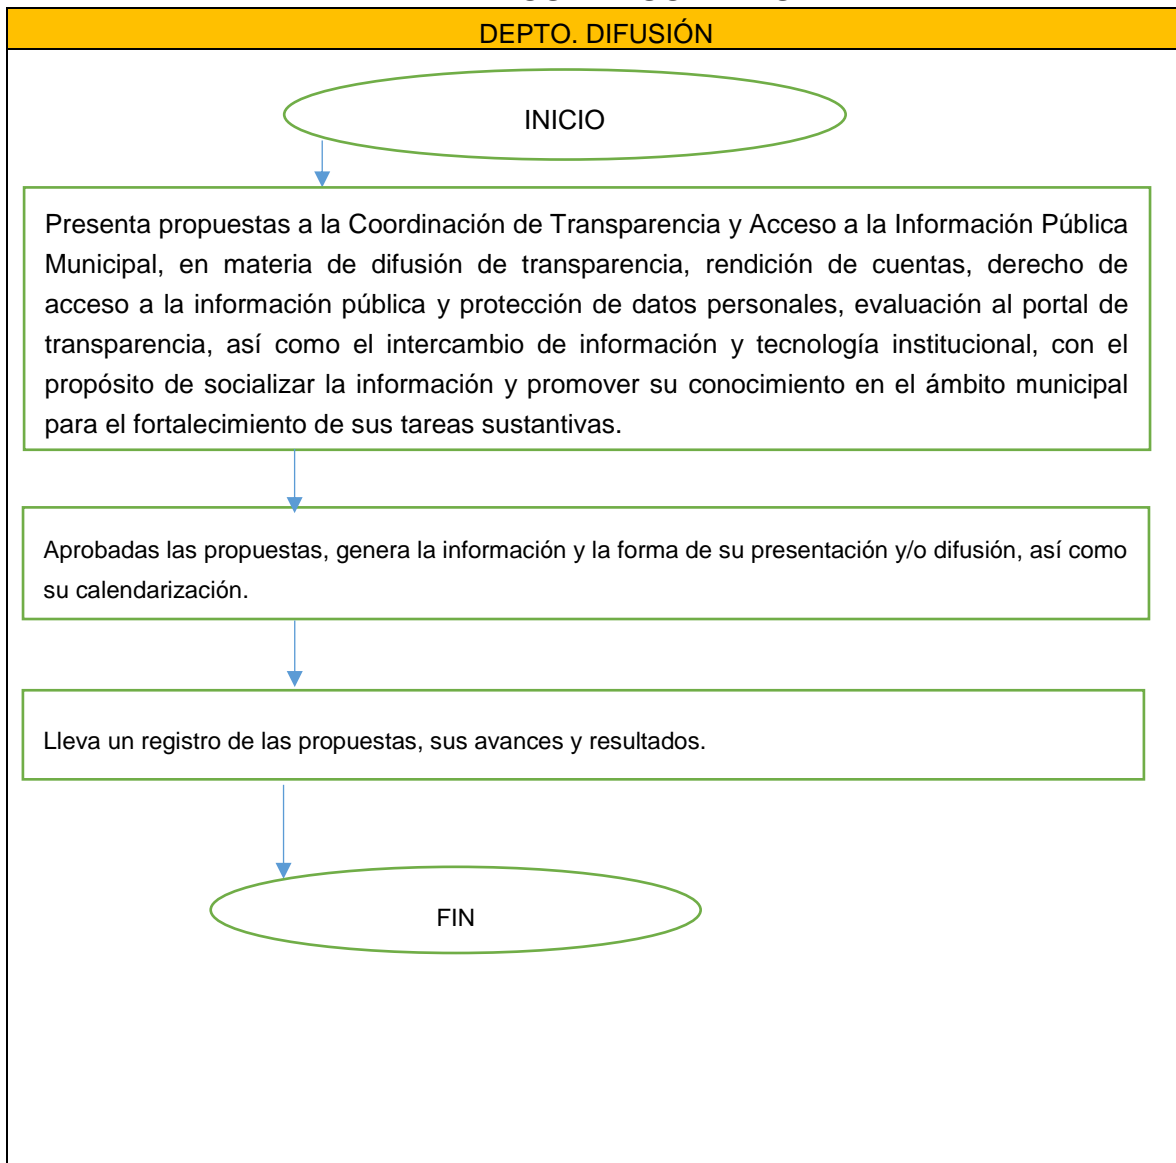 DEPTO. DIFUSIÓN
INICIO
Presenta propuestas a la Coordinación de Transparencia y Acceso a la Información Pública
Municipal, en materia de difusión de transparencia, rendición de cuentas, derecho de
acceso a la información pública y protección de datos personales, evaluación al portal de
transparencia, así como el intercambio de información y tecnología institucional, con el
propósito de socializar la información y promover su conocimiento en el ámbito municipal
para el fortalecimiento de sus tareas sustantivas.
Aprobadas las propuestas, genera la información y la forma de su presentación y/o difusión, así como
su calendarización.
Lleva un registro de las propuestas, sus avances y resultados.
FIN